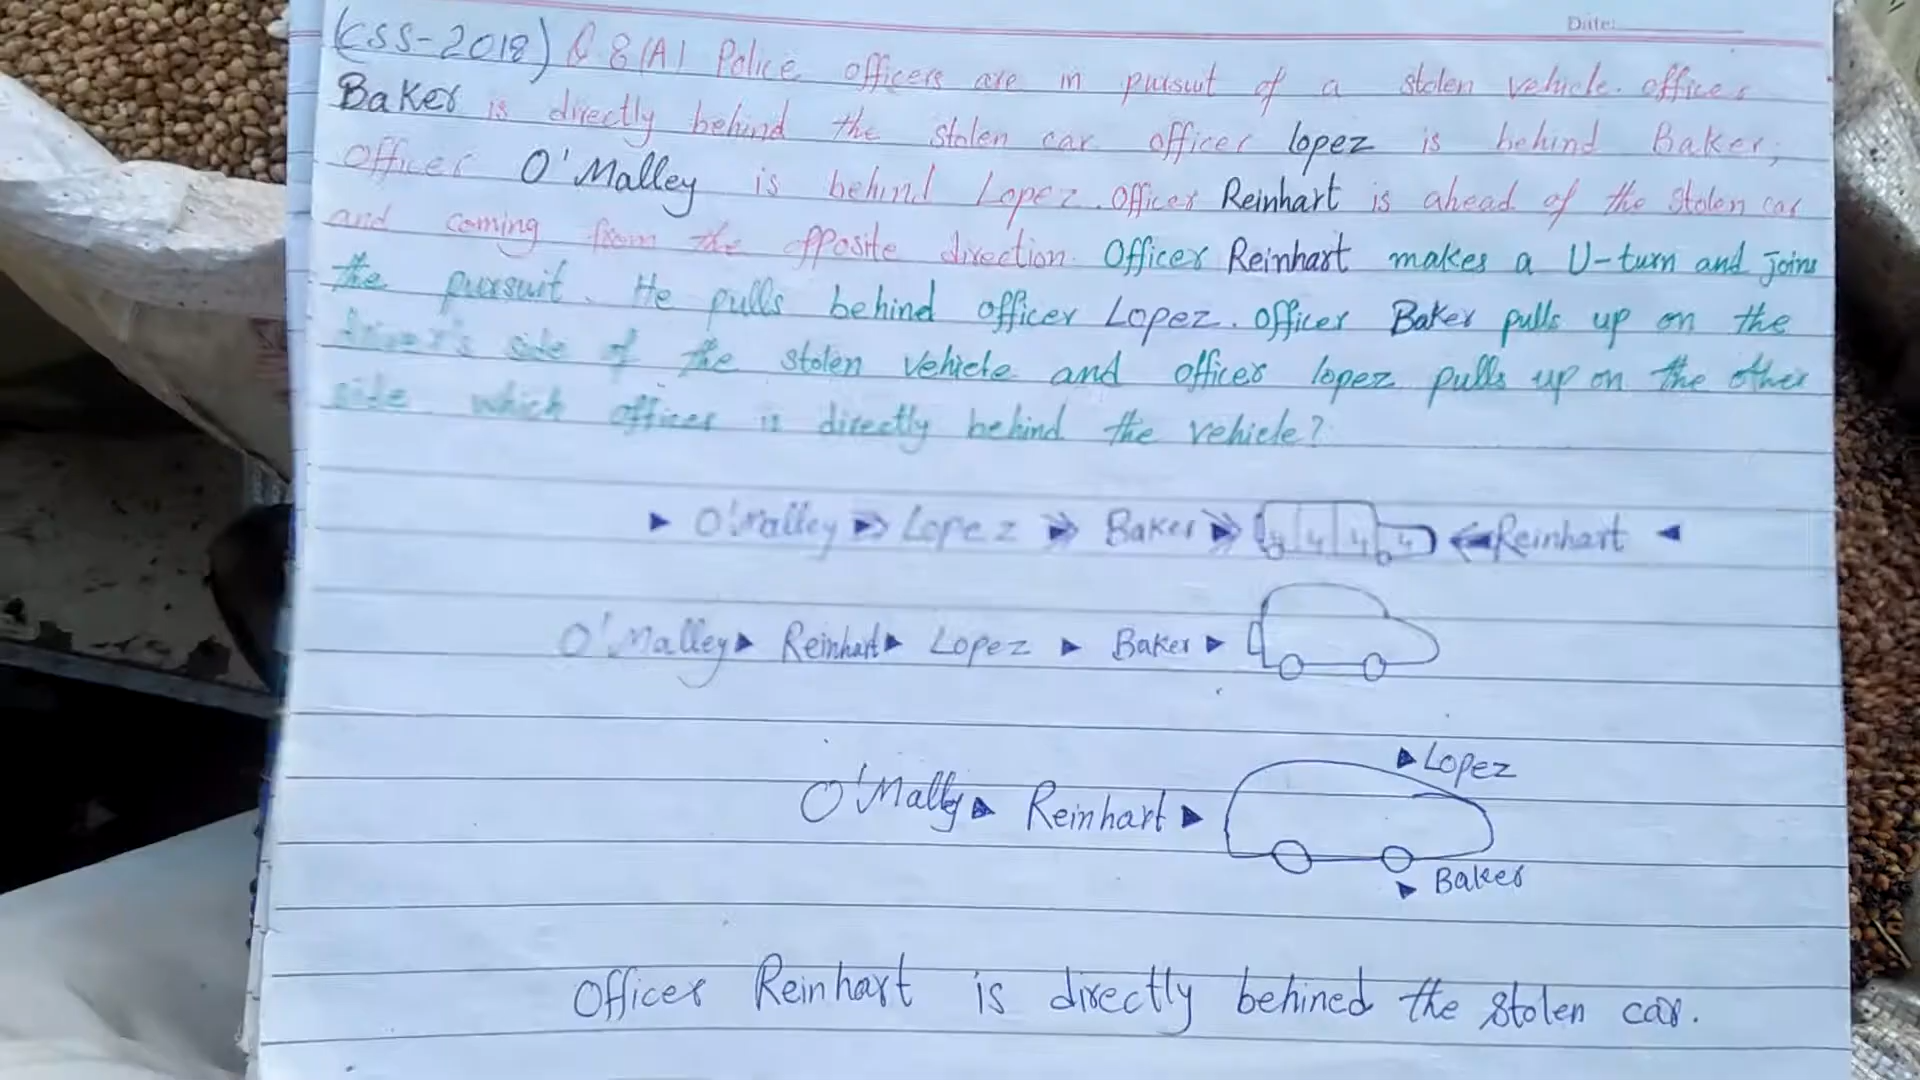 Date:
(CSS-2018) Q 8(A) Police officers are in pursuit of a stolen vehicle. officer
Baker is directly behind the stolen car officer lopez is behind Baker;
Officer O'Malley is behind Lopez. Officer Reinhart is ahead of the stolen car
and coming from the opposite direction. Officer Reinhart makes a U-turn and joins
the pursuit. He pulls behind officer Lopez. officer Baker pulls up on the
driver's side of the stolen vehicle and officer lopez pulls up on the other
side which officer is directly behind the vehicle?
O'Malley Lopez Baker Reinhart
O'Malley Reinhart Lopez Baker
Lopez
O'Mally Reinhart
Baker
Officer Reinhart is directly behined the stolen car.